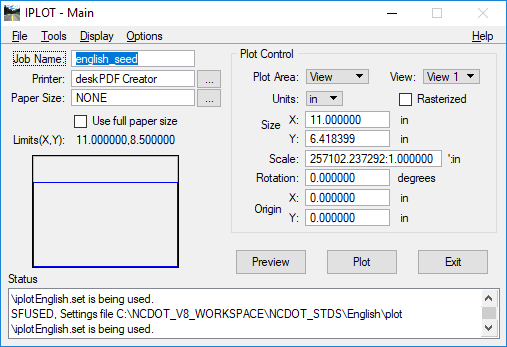 IPLOT - Main
File Tools Display Options Help
Job Name: english_seed
Printer: deskPDF Creator ...
Paper Size: NONE ...
Use full paper size
Limits(X,Y): 11.000000,8.500000
Plot Control
Plot Area: View View: View 1
Units: in Rasterized
Size X: 11.000000 in
Y: 6.418399 in
Scale: 257102.237292:1.000000 ':in
Rotation: 0.000000 degrees
Origin X: 0.000000 in
Y: 0.000000 in
Preview Plot Exit
Status
\iplotEnglish.set is being used.
SFUSED, Settings file C:\NCDOT_V8_WORKSPACE\NCDOT_STDS\English\plot
\iplotEnglish.set is being used.